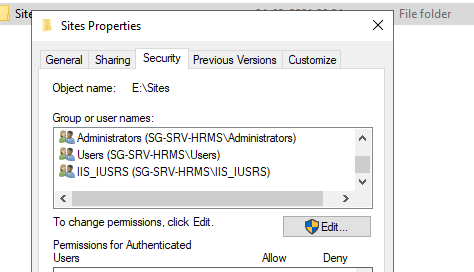 Sit
File folder
Sites Properties
General
Sharing
Security
Previous Versions
Customize
Object name: E:\Sites
Group or user names:
Administrators (SG-SRV-HRMS\Administrators)
Users (SG-SRV-HRMS\Users)
IIS_IUSRS (SG-SRV-HRMS\IIS_IUSRS)
To change permissions, click Edit.
Edit...
Permissions for Authenticated
Users
Allow
Deny